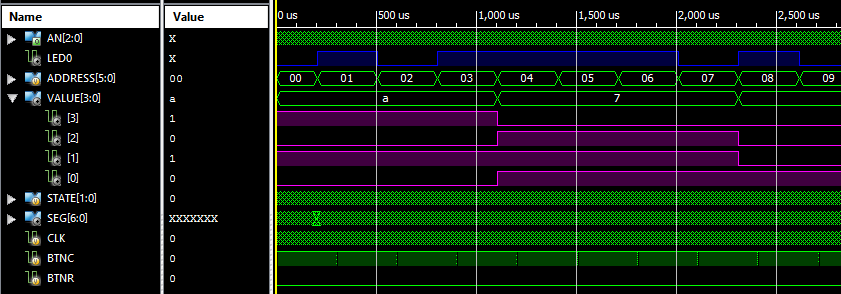 Name Value 0 us 500 us 1,000 us 1,500 us 2,000 us 2,500 us
AN[2:0] X
LED0 X
ADDRESS[5:0] 00 00 01 02 03 04 05 06 07 08 09
VALUE[3:0] a a 7
[3] 1
[2] 0
[1] 1
[0] 0
STATE[1:0] 0
SEG[6:0] XXXXXXX
CLK 0
BTNC 0
BTNR 0